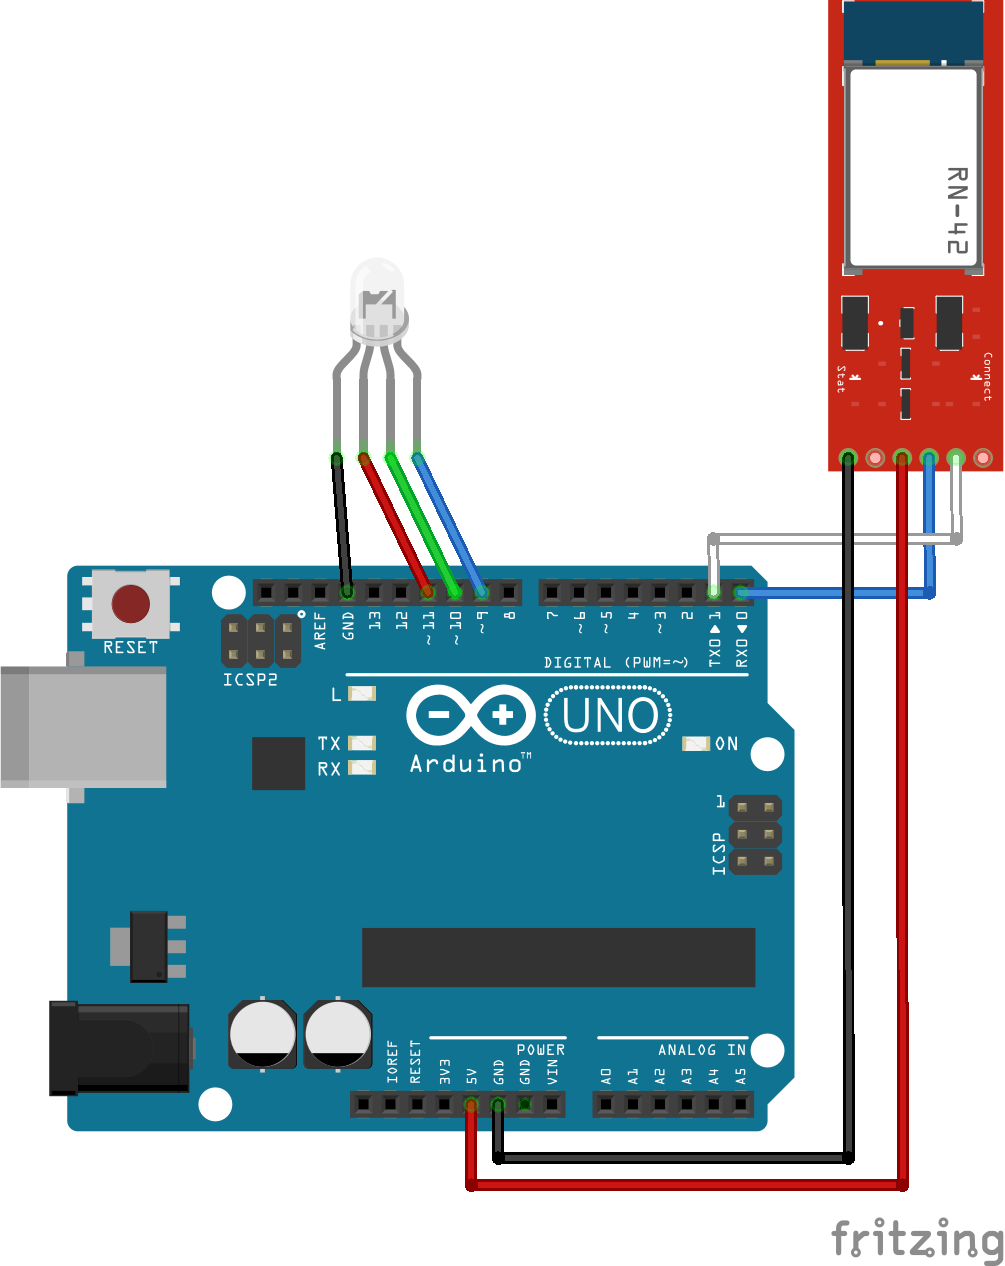 RN-42
Stat
Connect
RESET
ICSP2
AREF
GND
13
12
~11
~10
~9
8
7
~6
~5
4
~3
2
TX0▶1
RX0◀0
DIGITAL (PWM=~)
L
TX
RX
Arduino™
UNO
ON
1
ICSP
IOREF
RESET
3V3
5V
GND
GND
VIN
POWER
A0
A1
A2
A3
A4
A5
ANALOG IN
fritzing